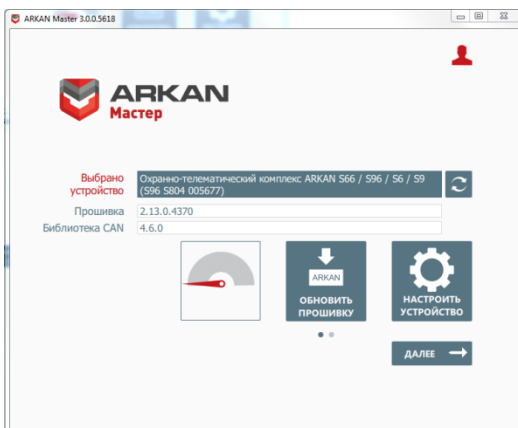 ARKAN Master 3.0.0.5618
ARKAN
Мастер
Выбрано
устройство
Охранно-телематический комплекс ARKAN S66 / S96 / S6 / S9
(S96 S804 005677)
Прошивка
2.13.0.4370
Библиотека CAN
4.6.0
ARKAN
ОБНОВИТЬ
ПРОШИВКУ
НАСТРОИТЬ
УСТРОЙСТВО
ДАЛЕЕ